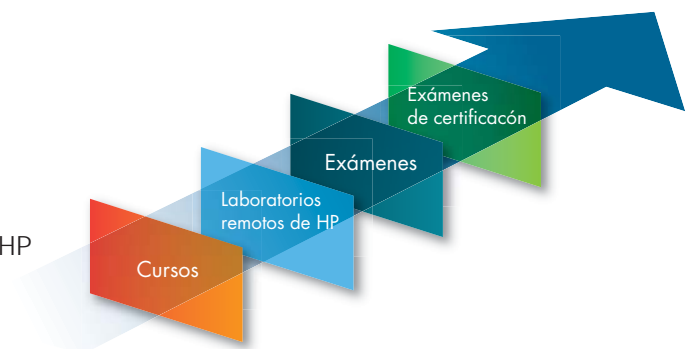 Exámenes
de certificacón
Exámenes
Laboratorios
remotos de HP
HP
Cursos